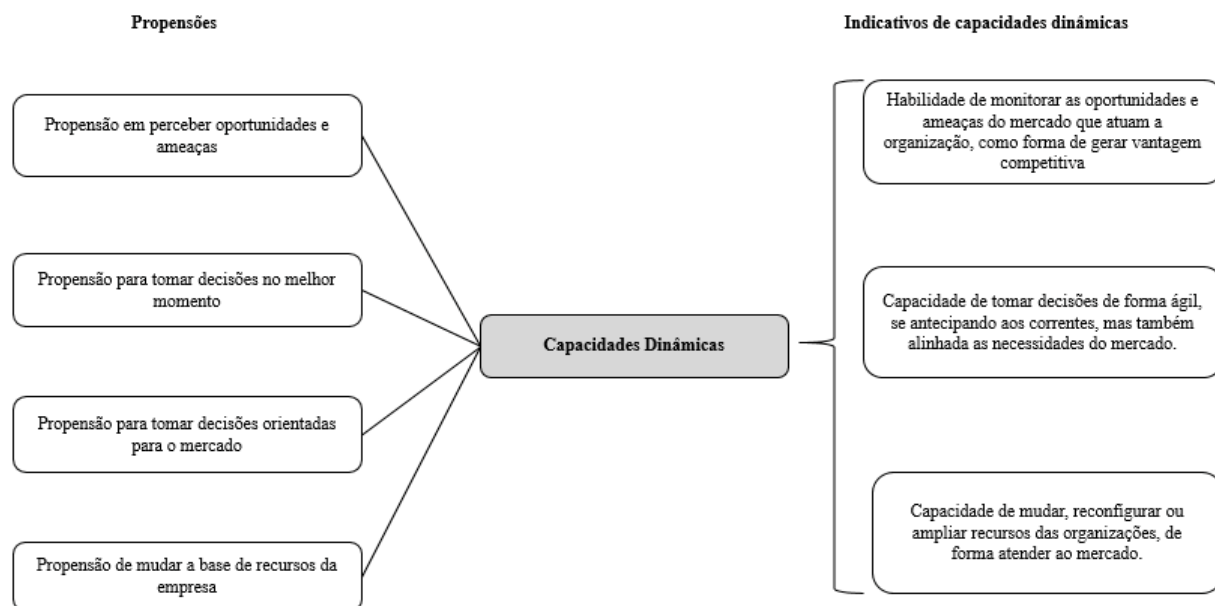 Propensões
Indicativos de capacidades dinâmicas
Propensão em perceber oportunidades e
ameaças
Propensão para tomar decisões no melhor
momento
Propensão para tomar decisões orientadas
para o mercado
Propensão de mudar a base de recursos da
empresa
Capacidades Dinâmicas
Habilidade de monitorar as oportunidades e
ameaças do mercado que atuam a
organização, como forma de gerar vantagem
competitiva
Capacidade de tomar decisões de forma ágil,
se antecipando aos correntes, mas também
alinhada as necessidades do mercado.
Capacidade de mudar, reconfigurar ou
ampliar recursos das organizações, de
forma atender ao mercado.